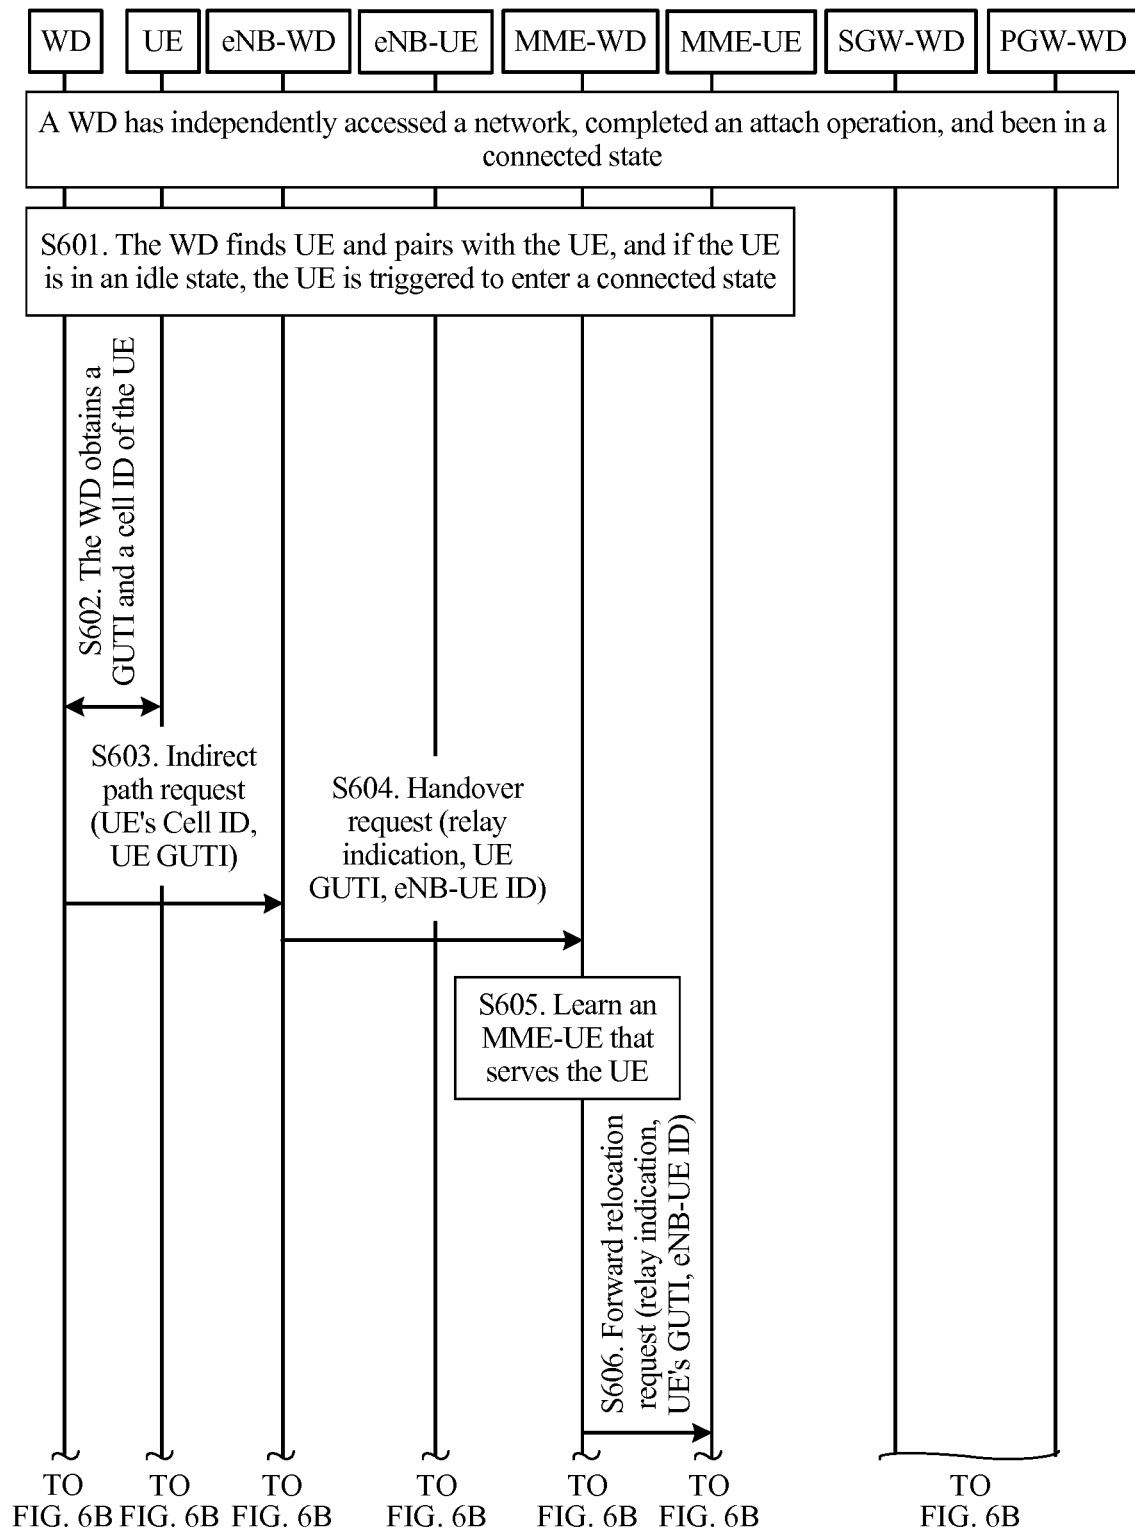 WD
UE
eNB-WD
eNB-UE
MME-WD
MME-UE
SGW-WD
PGW-WD
A WD has independently accessed a network, completed an attach operation, and been in a
connected state
S601. The WD finds UE and pairs with the UE, and if the UE
is in an idle state, the UE is triggered to enter a connected state
S602. The WD obtains a
GUTI and a cell ID of the UE
S603. Indirect
path request
(UE's Cell ID,
UE GUTI)
S604. Handover
request (relay
indication, UE
GUTI, eNB-UE ID)
S605. Learn an
MME-UE that
serves the UE
S606. Forward relocation
request (relay indication,
UE's GUTI, eNB-UE ID)
TO
FIG. 6B
TO
FIG. 6B
TO
FIG. 6B
TO
FIG. 6B
TO
FIG. 6B
TO
FIG. 6B
TO
FIG. 6B